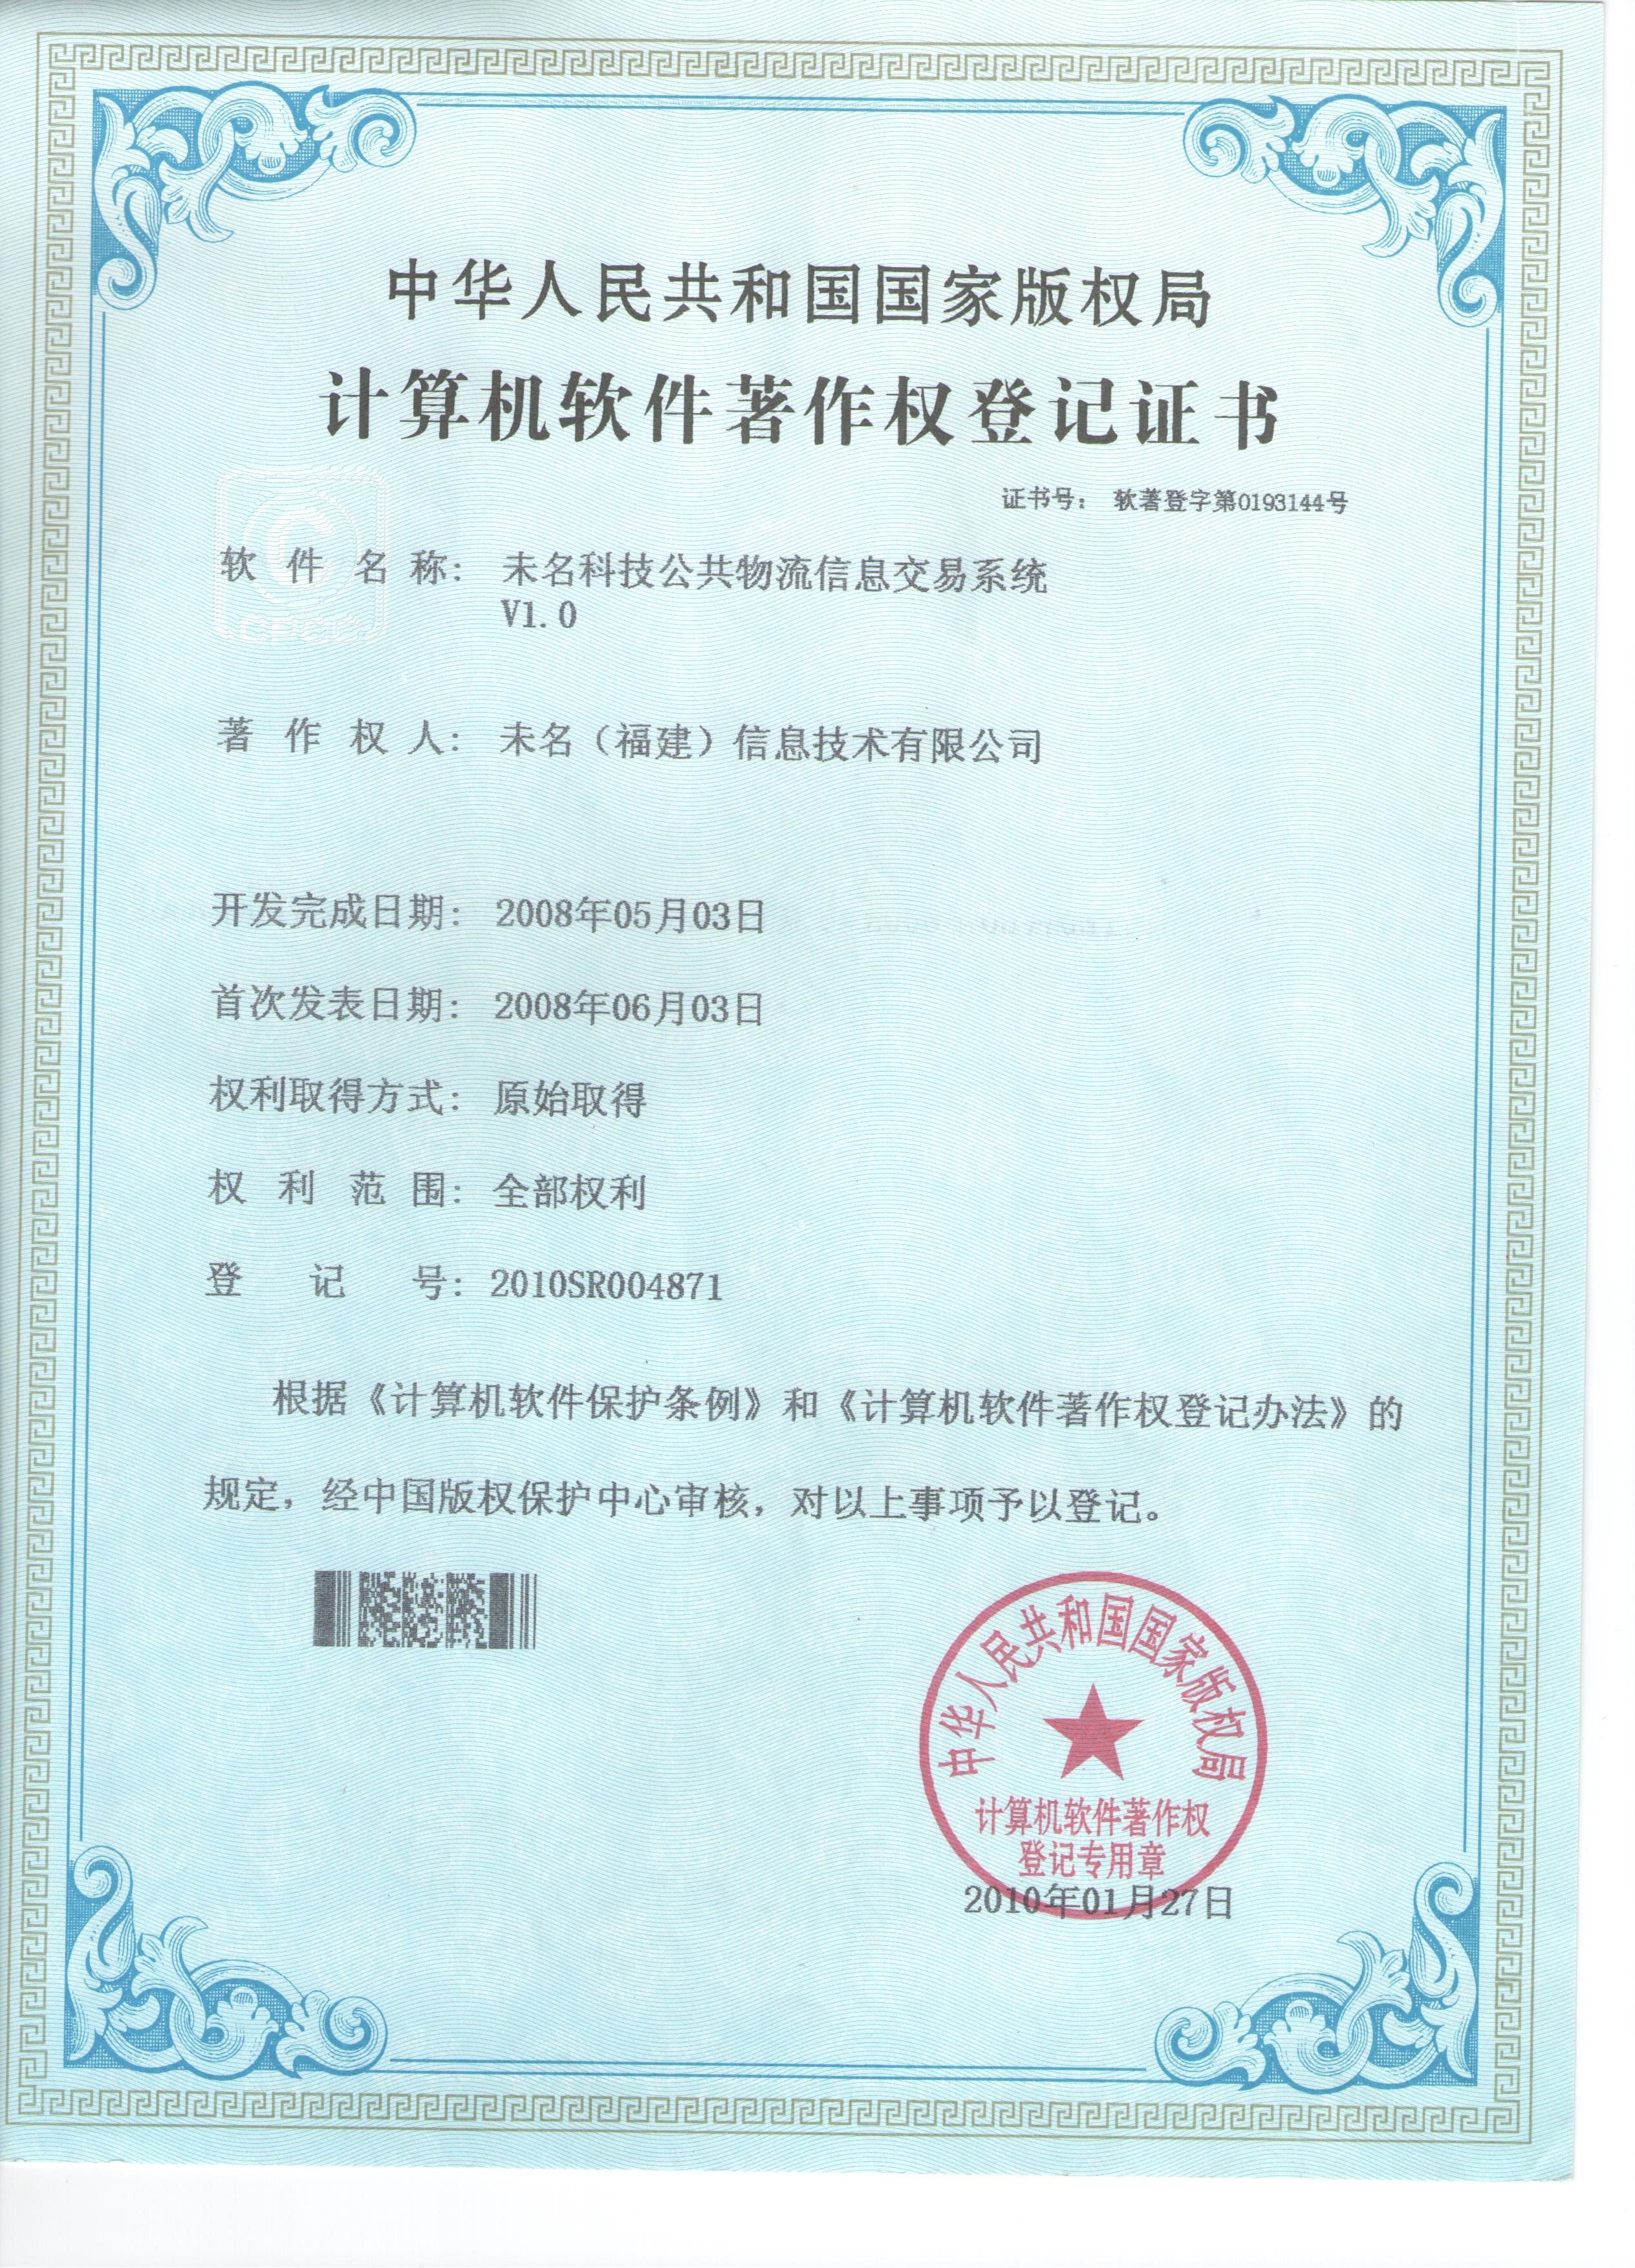 中华人民共和国国家版权局
计算机软件著作权登记证书
证书号： 软著登字第0193144号
软件名称： 未名科技公共物流信息交易系统
V1.0
著作权人： 未名（福建）信息技术有限公司
开发完成日期： 2008年05月03日
首次发表日期： 2008年06月03日
权利取得方式： 原始取得
权利范围： 全部权利
登记号： 2010SR004871
根据《计算机软件保护条例》和《计算机软件著作权登记办法》的
规定，经中国版权保护中心审核，对以上事项予以登记。
中华人民共和国国家版权局
计算机软件著作权
登记专用章
2010年01月27日
CPCC